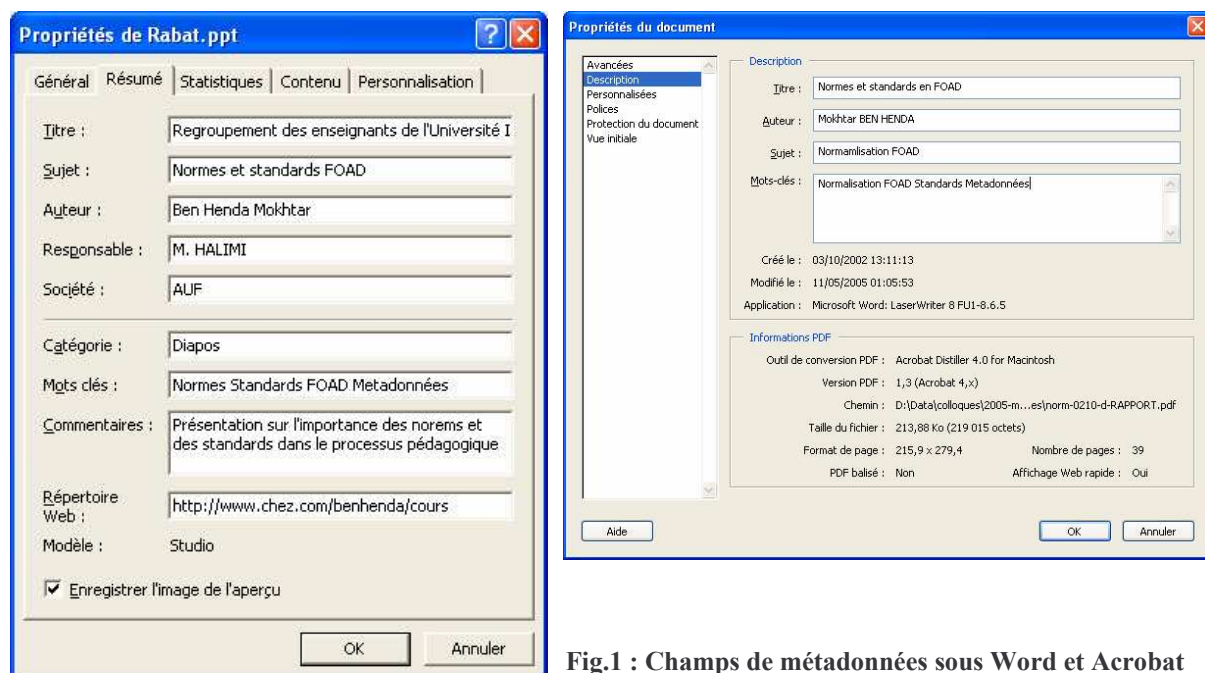 Propriétés de Rabat.ppt
Général Résumé Statistiques Contenu Personnalisation
Titre : Regroupement des enseignants de l'Université I
Sujet : Normes et standards FOAD
Auteur : Ben Henda Mokhtar
Responsable : M. HALIMI
Société : AUF
Catégorie : Diapos
Mots clés : Normes Standards FOAD Metadonnées
Commentaires : Présentation sur l'importance des norems et
des standards dans le processus pédagogique
Répertoire
Web : http://www.chez.com/benhenda/cours
Modèle : Studio
Enregistrer l'image de l'aperçu
OK Annuler
Propriétés du document
Avancées
Description
Personnalisées
Polices
Protection du document
Vue initiale
Description
Titre : Normes et standards en FOAD
Auteur : Mokhtar BEN HENDA
Sujet : Normamlisation FOAD
Mots-clés : Normalisation FOAD Standards Metadonnées
Créé le : 03/10/2002 13:11:13
Modifié le : 11/05/2005 01:05:53
Application : Microsoft Word: LaserWriter 8 FU1-8.6.5
Informations PDF
Outil de conversion PDF : Acrobat Distiller 4.0 for Macintosh
Version PDF : 1,3 (Acrobat 4,x)
Chemin : D:\Data\colloques\2005-m...es\norm-0210-d-RAPPORT.pdf
Taille du fichier : 213,88 Ko (219 015 octets)
Format de page : 215,9 x 279,4 Nombre de pages : 39
PDF balisé : Non Affichage Web rapide : Oui
Aide OK Annuler
Fig.1 : Champs de métadonnées sous Word et Acrobat